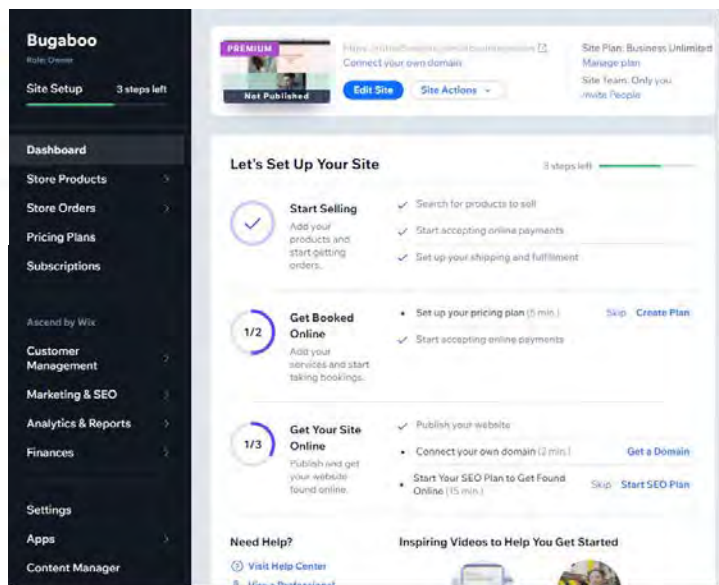 Bugaboo
Role: Owner
Site Setup 3 steps left
Dashboard
Store Products
Store Orders
Pricing Plans
Subscriptions
Ascend by Wix
Customer
Management
Marketing & SEO
Analytics & Reports
Finances
Settings
Apps
Content Manager
PREMIUM
Not Published
Connect your own domain
Edit Site Site Actions
Site Plan: Business Unlimited
Manage plan
Site Team: Only you
Invite People
Let's Set Up Your Site 3 steps left
Start Selling
Add your
products and
start getting
orders.
Search for products to sell
Start accepting online payments
Set up your shipping and fulfillment
1/2
Get Booked
Online
Add your
services and start
taking bookings.
Set up your pricing plan (5 min.) Skip Create Plan
Start accepting online payments
1/3
Get Your Site
Online
Publish and get
your website
found online.
Publish your website
Connect your own domain (2 min.) Get a Domain
Start Your SEO Plan to Get Found
Online (15 min.) Skip Start SEO Plan
Need Help?
Visit Help Center
Hire a Professional
Inspiring Videos to Help You Get Started